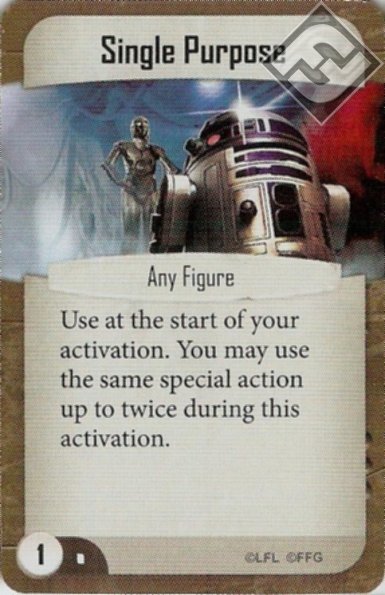 Single Purpose
Any Figure
Use at the start of your
activation. You may use
the same special action
up to twice during this
activation.
1
©LFL ©FFG